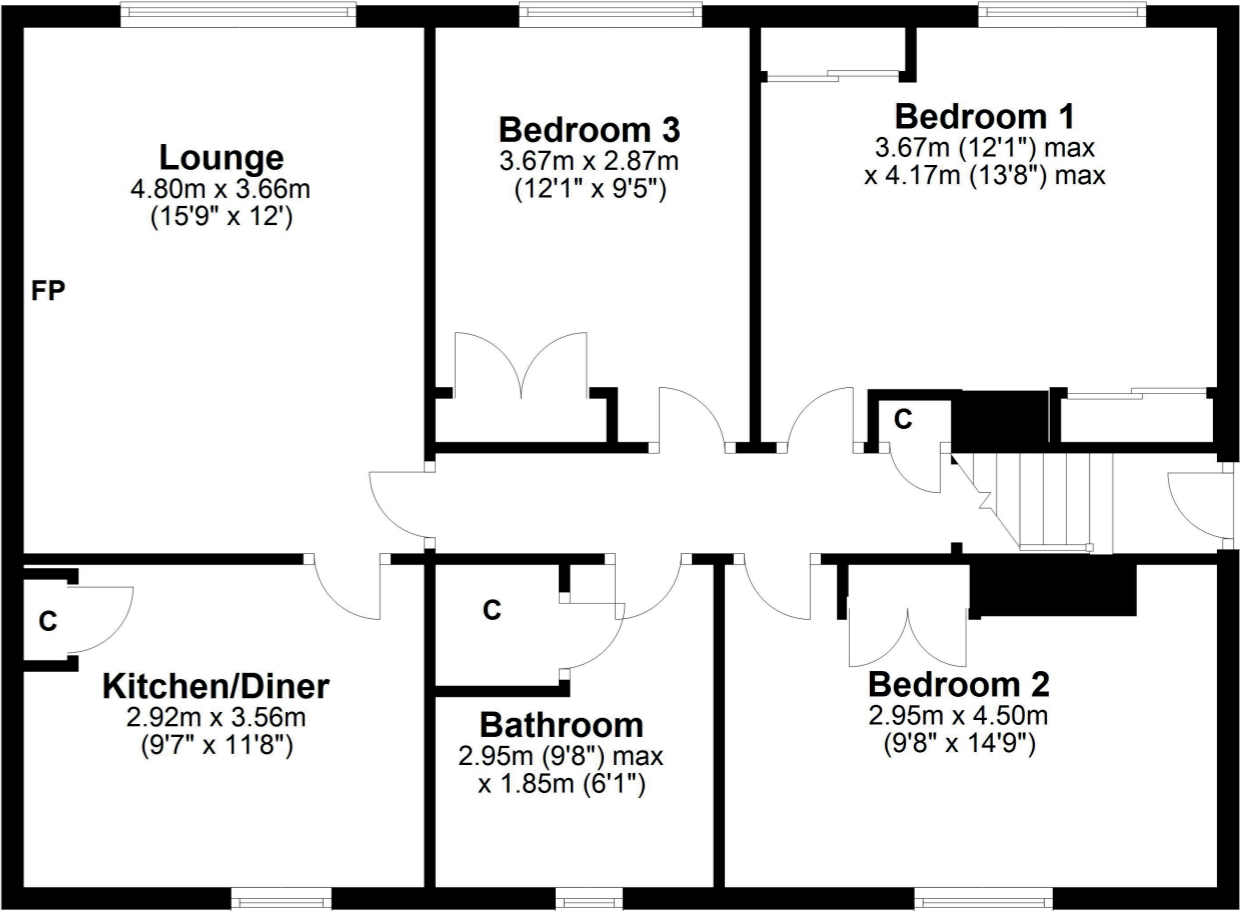 Lounge
4.80m x 3.66m
(15'9" x 12')
Bedroom 3
3.67m x 2.87m
(12'1" x 9'5")
Bedroom 1
3.67m (12'1") max
x 4.17m (13'8") max
FP
C
C
C
Kitchen/Diner
2.92m x 3.56m
(9'7" x 11'8")
Bathroom
2.95m (9'8") max
x 1.85m (6'1")
Bedroom 2
2.95m x 4.50m
(9'8" x 14'9")